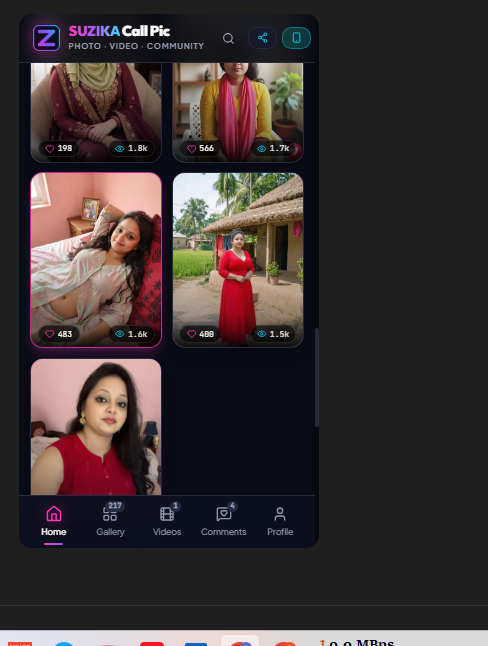 SUZIKA Call Pic
PHOTO • VIDEO • COMMUNITY
198 1.8k
566 1.7k
483 1.6k
400 1.5k
217 1 4
Home Gallery Videos Comments Profile